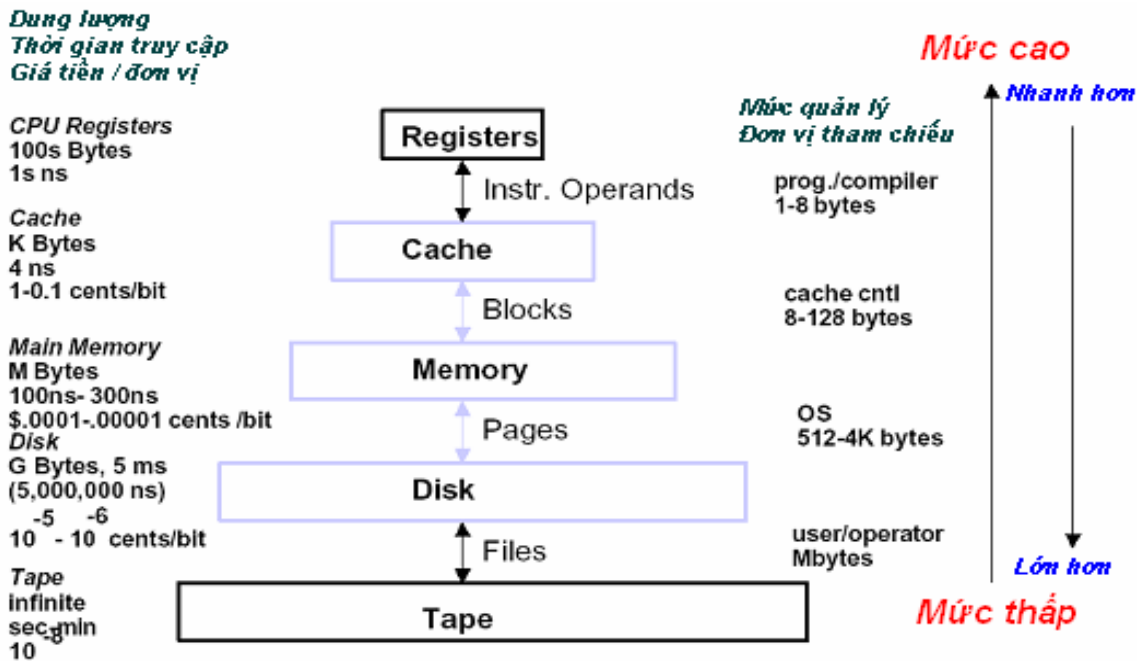 Dung lượng
Thời gian truy cập
Giá tiền / đơn vị
CPU Registers
100s Bytes
1s ns
Cache
K Bytes
4 ns
1-0.1 cents/bit
Main Memory
M Bytes
100ns- 300ns
$.0001-.00001 cents /bit
Disk
G Bytes, 5 ms
(5,000,000 ns)
10^-5 - 10^-6 cents/bit
Tape
infinite
sec-min
10^-8
Registers
Instr. Operands
Cache
Blocks
Memory
Pages
Disk
Files
Tape
Mức quản lý
Đơn vị tham chiếu
prog./compiler
1-8 bytes
cache cntl
8-128 bytes
OS
512-4K bytes
user/operator
Mbytes
Mức cao
Nhanh hơn
Lớn hơn
Mức thấp